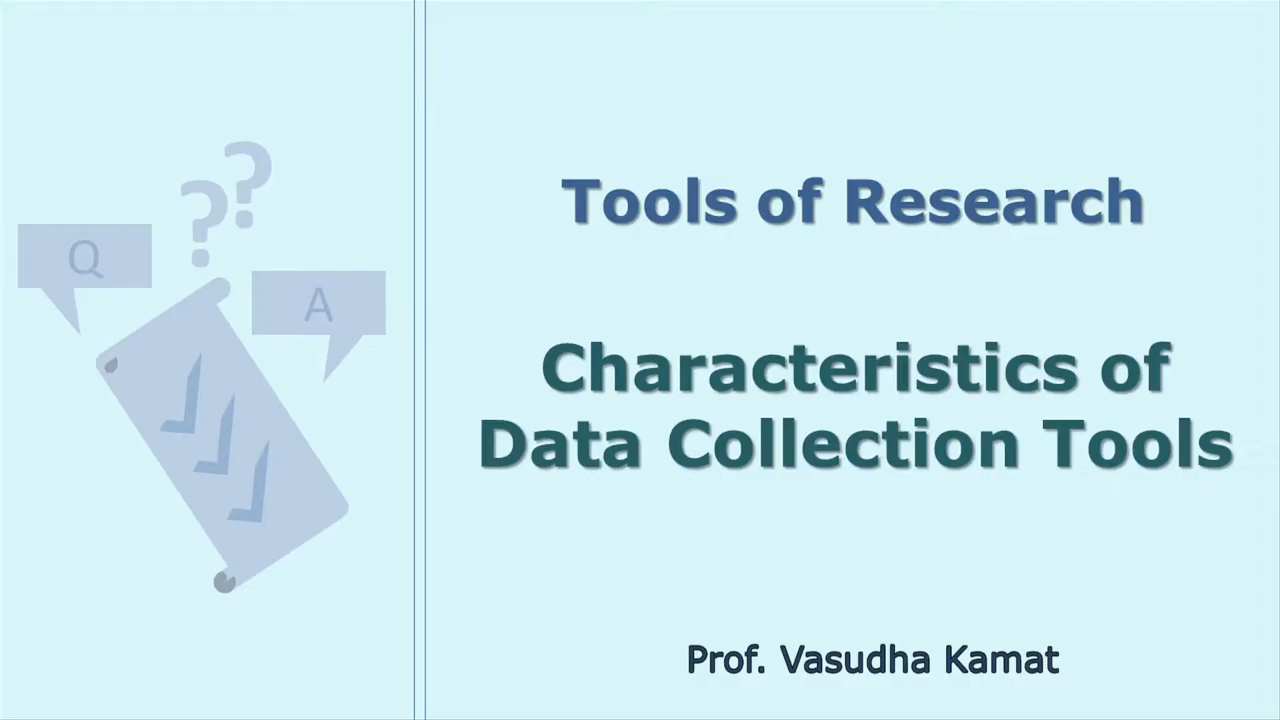 ??
Q
A
Tools of Research
Characteristics of
Data Collection Tools
Prof. Vasudha Kamat